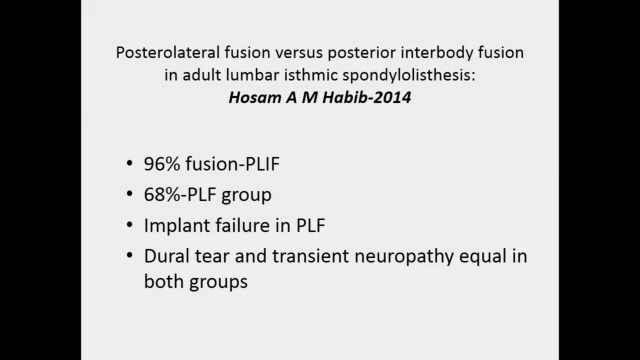 Posterolateral fusion versus posterior interbody fusion
in adult lumbar isthmic spondylolisthesis:
Hosam A M Habib-2014
• 96% fusion-PLIF
• 68%-PLF group
• Implant failure in PLF
• Dural tear and transient neuropathy equal in
both groups